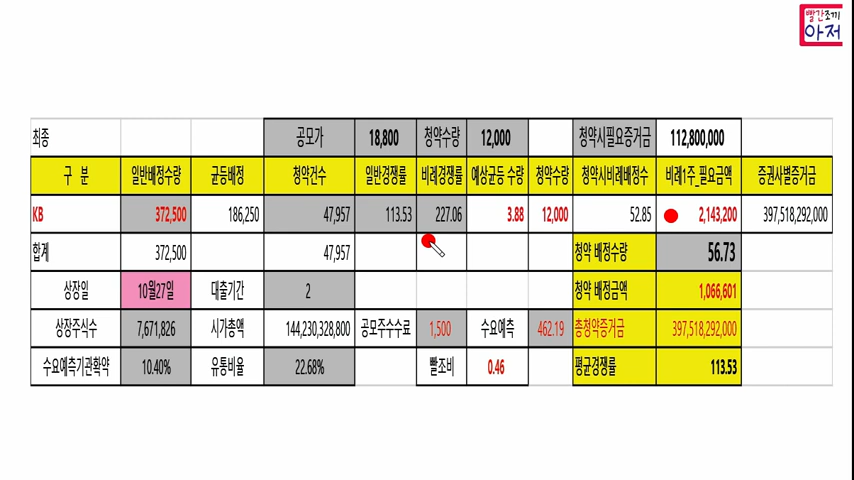 빨간조끼
아저
최종 공모가 18,800 청약수량 12,000 청약시필요증거금 112,800,000
구 분 일반배정수량 균등배정 청약건수 일반경쟁률 비례경쟁률 예상균등 수량 청약수량 청약시비례배정수 비례1주_필요금액 증권사별증거금
KB 372,500 186,250 47,957 113.53 227.06 3.88 12,000 52.85 2,143,200 397,518,292,000
합계 372,500 47,957 청약 배정수량 56.73
상장일 10월27일 대출기간 2 청약 배정금액 1,066,601
상장주식수 7,671,826 시가총액 144,230,328,800 공모주수수료 1,500 수요예측 462.19 총청약증거금 397,518,292,000
수요예측기관확약 10.40% 유통비율 22.68% 빨조비 0.46 평균경쟁률 113.53